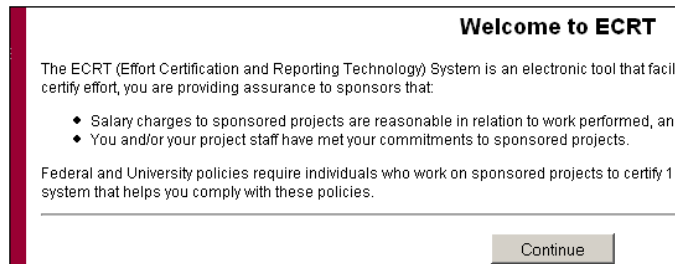 Welcome to ECRT
The ECRT (Effort Certification and Reporting Technology) System is an electronic tool that facil
certify effort, you are providing assurance to sponsors that:
Salary charges to sponsored projects are reasonable in relation to work performed, an
You and/or your project staff have met your commitments to sponsored projects.
Federal and University policies require individuals who work on sponsored projects to certify 1
system that helps you comply with these policies.
Continue